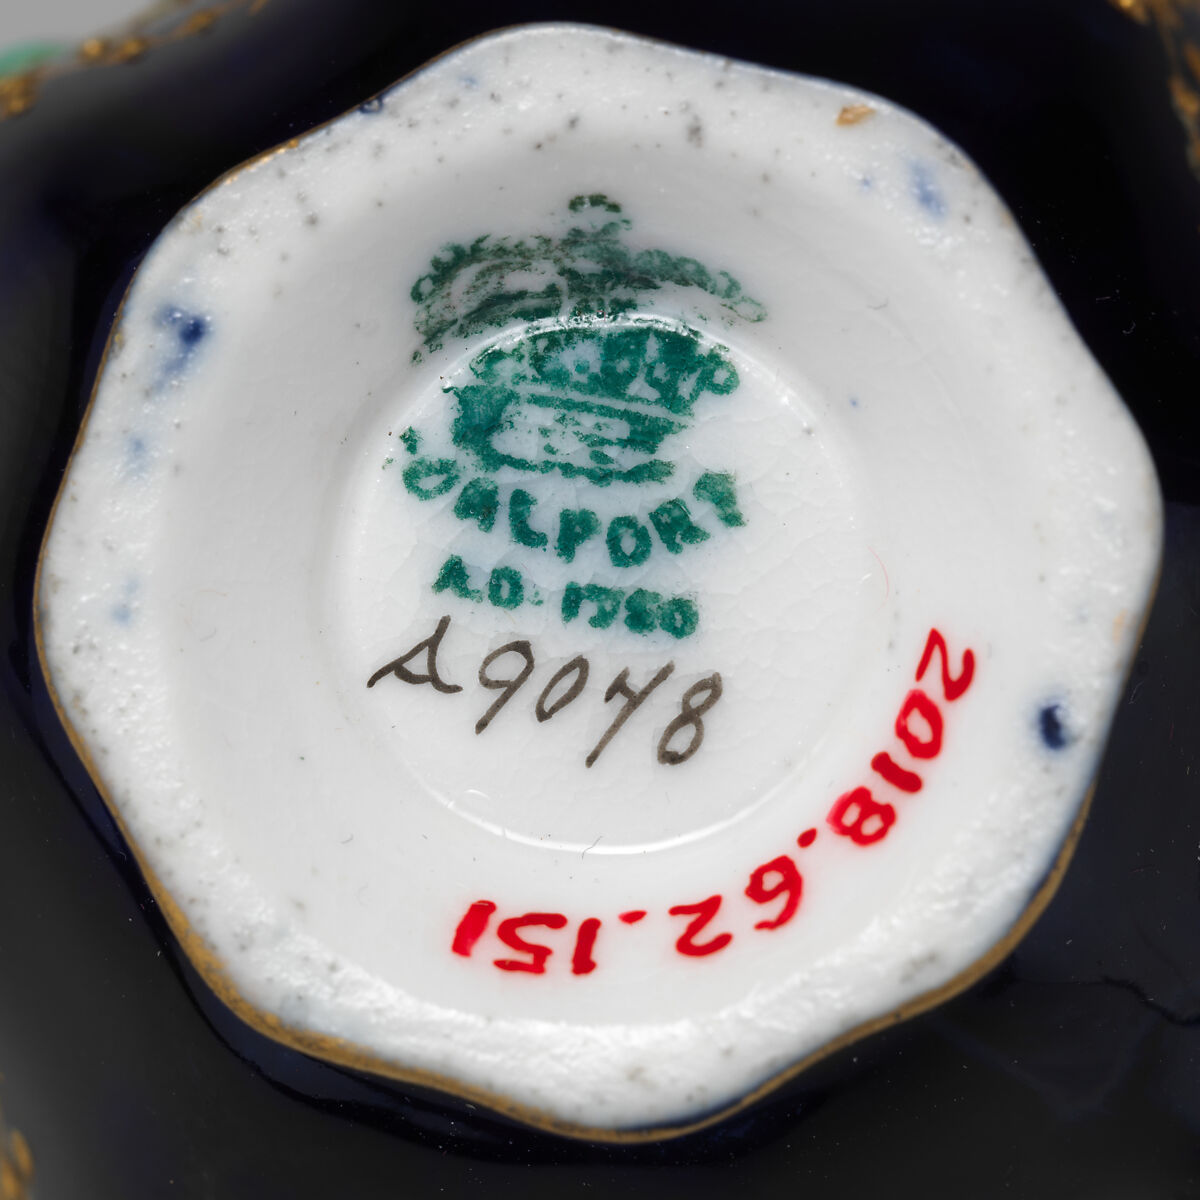 COALPORT
A.D. 1750
A9078
2018.62.151